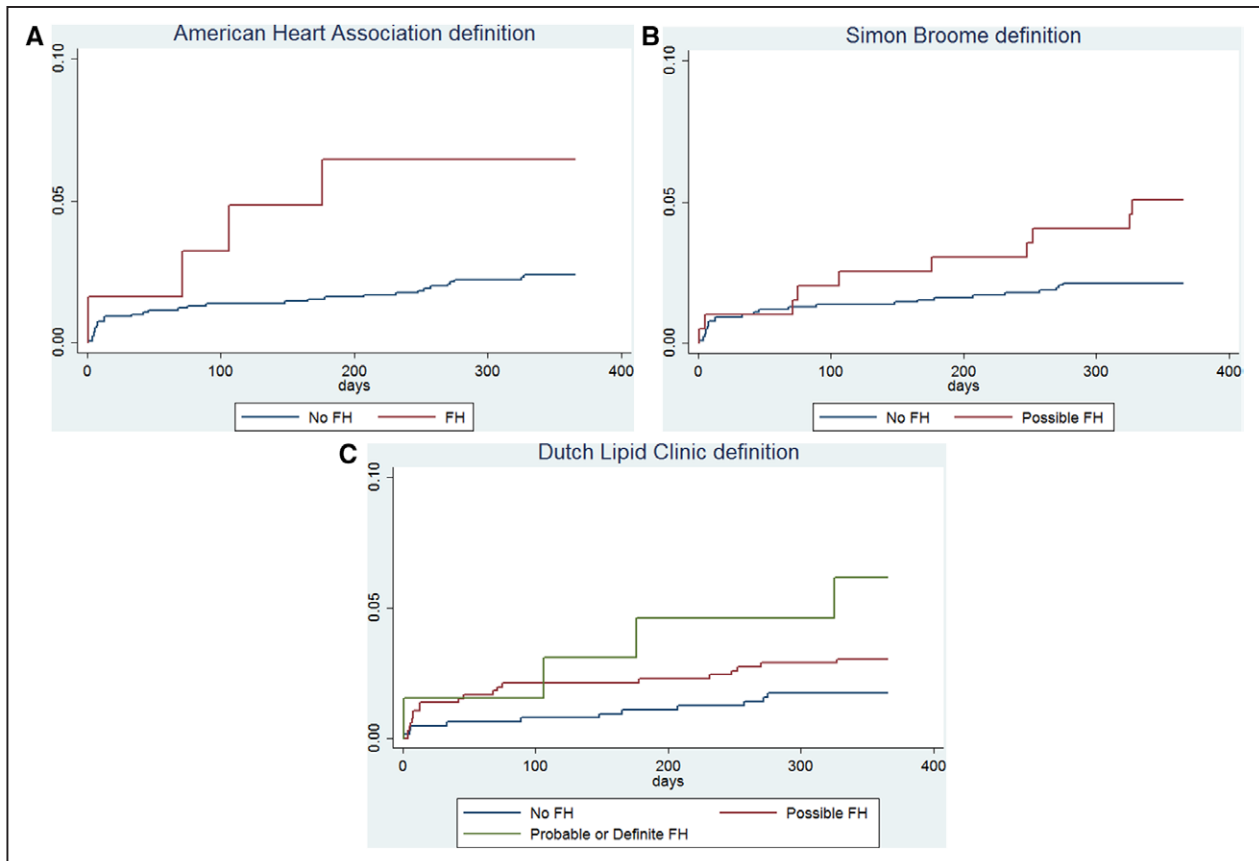 A
American Heart Association definition
0.10
0.05
0.00
0 100 200 300 400
days
No FH FH
B
Simon Broome definition
0.10
0.05
0.00
0 100 200 300 400
days
No FH Possible FH
C
Dutch Lipid Clinic definition
0.10
0.05
0.00
0 100 200 300 400
days
No FH Possible FH
Probable or Definite FH